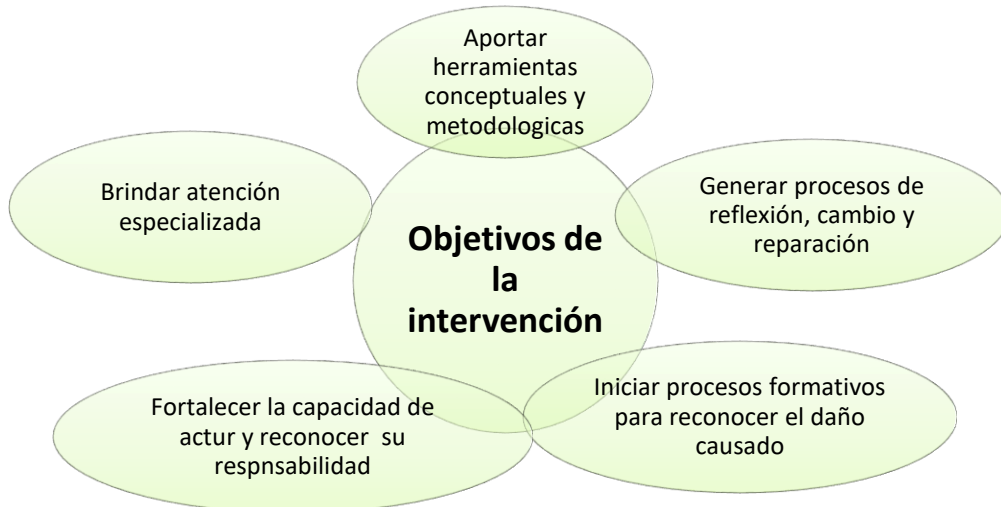 Aportar
herramientas
conceptuales y
metodologicas
Brindar atención
especializada
Generar procesos de
reflexión, cambio y
reparación
Objetivos de
la
intervención
Fortalecer la capacidad de
actur y reconocer su
respnsabilidad
Iniciar procesos formativos
para reconocer el daño
causado